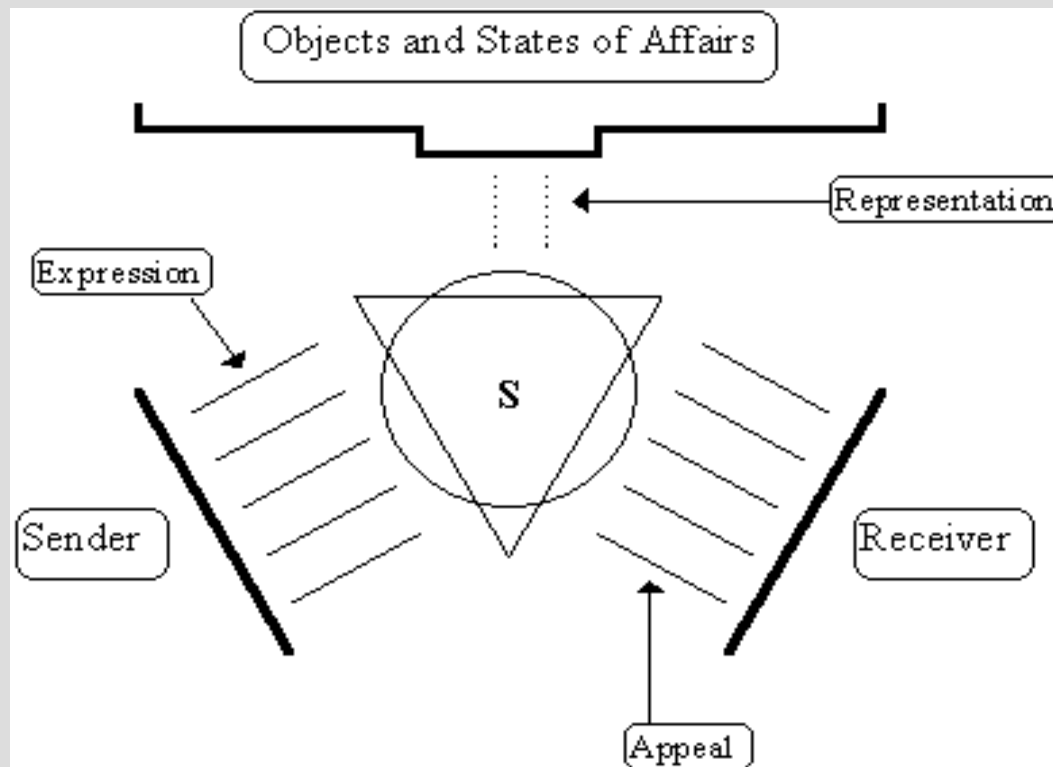 Objects and States of Affairs
Representation
Expression
S
Sender
Receiver
Appeal